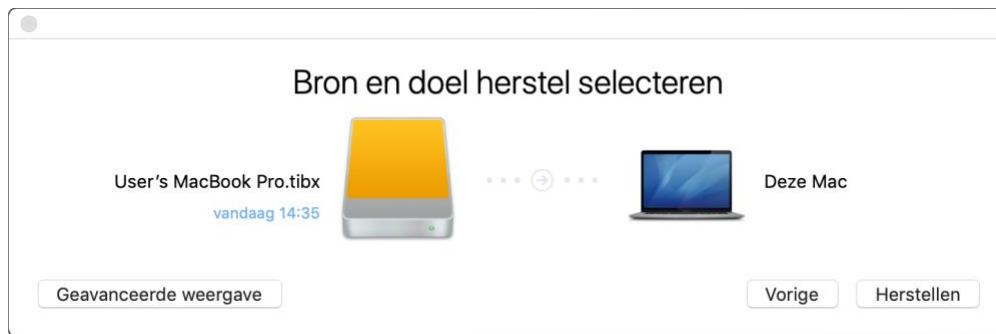 Bron en doel herstel selecteren
User's MacBook Pro.tibx
vandaag 14:35
Deze Mac
Geavanceerde weergave
Vorige
Herstellen